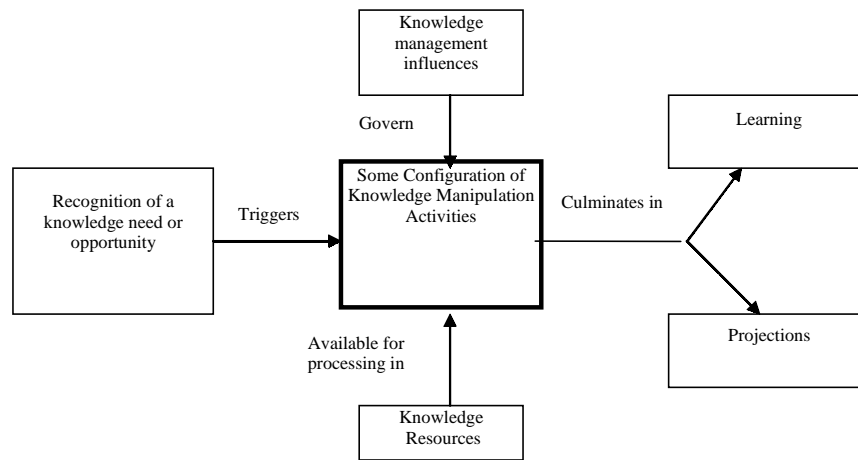 Knowledge
management
influences
Govern
Learning
Recognition of a
knowledge need or
opportunity
Triggers
Some Configuration of
Knowledge Manipulation
Activities
Culminates in
Available for
processing in
Projections
Knowledge
Resources